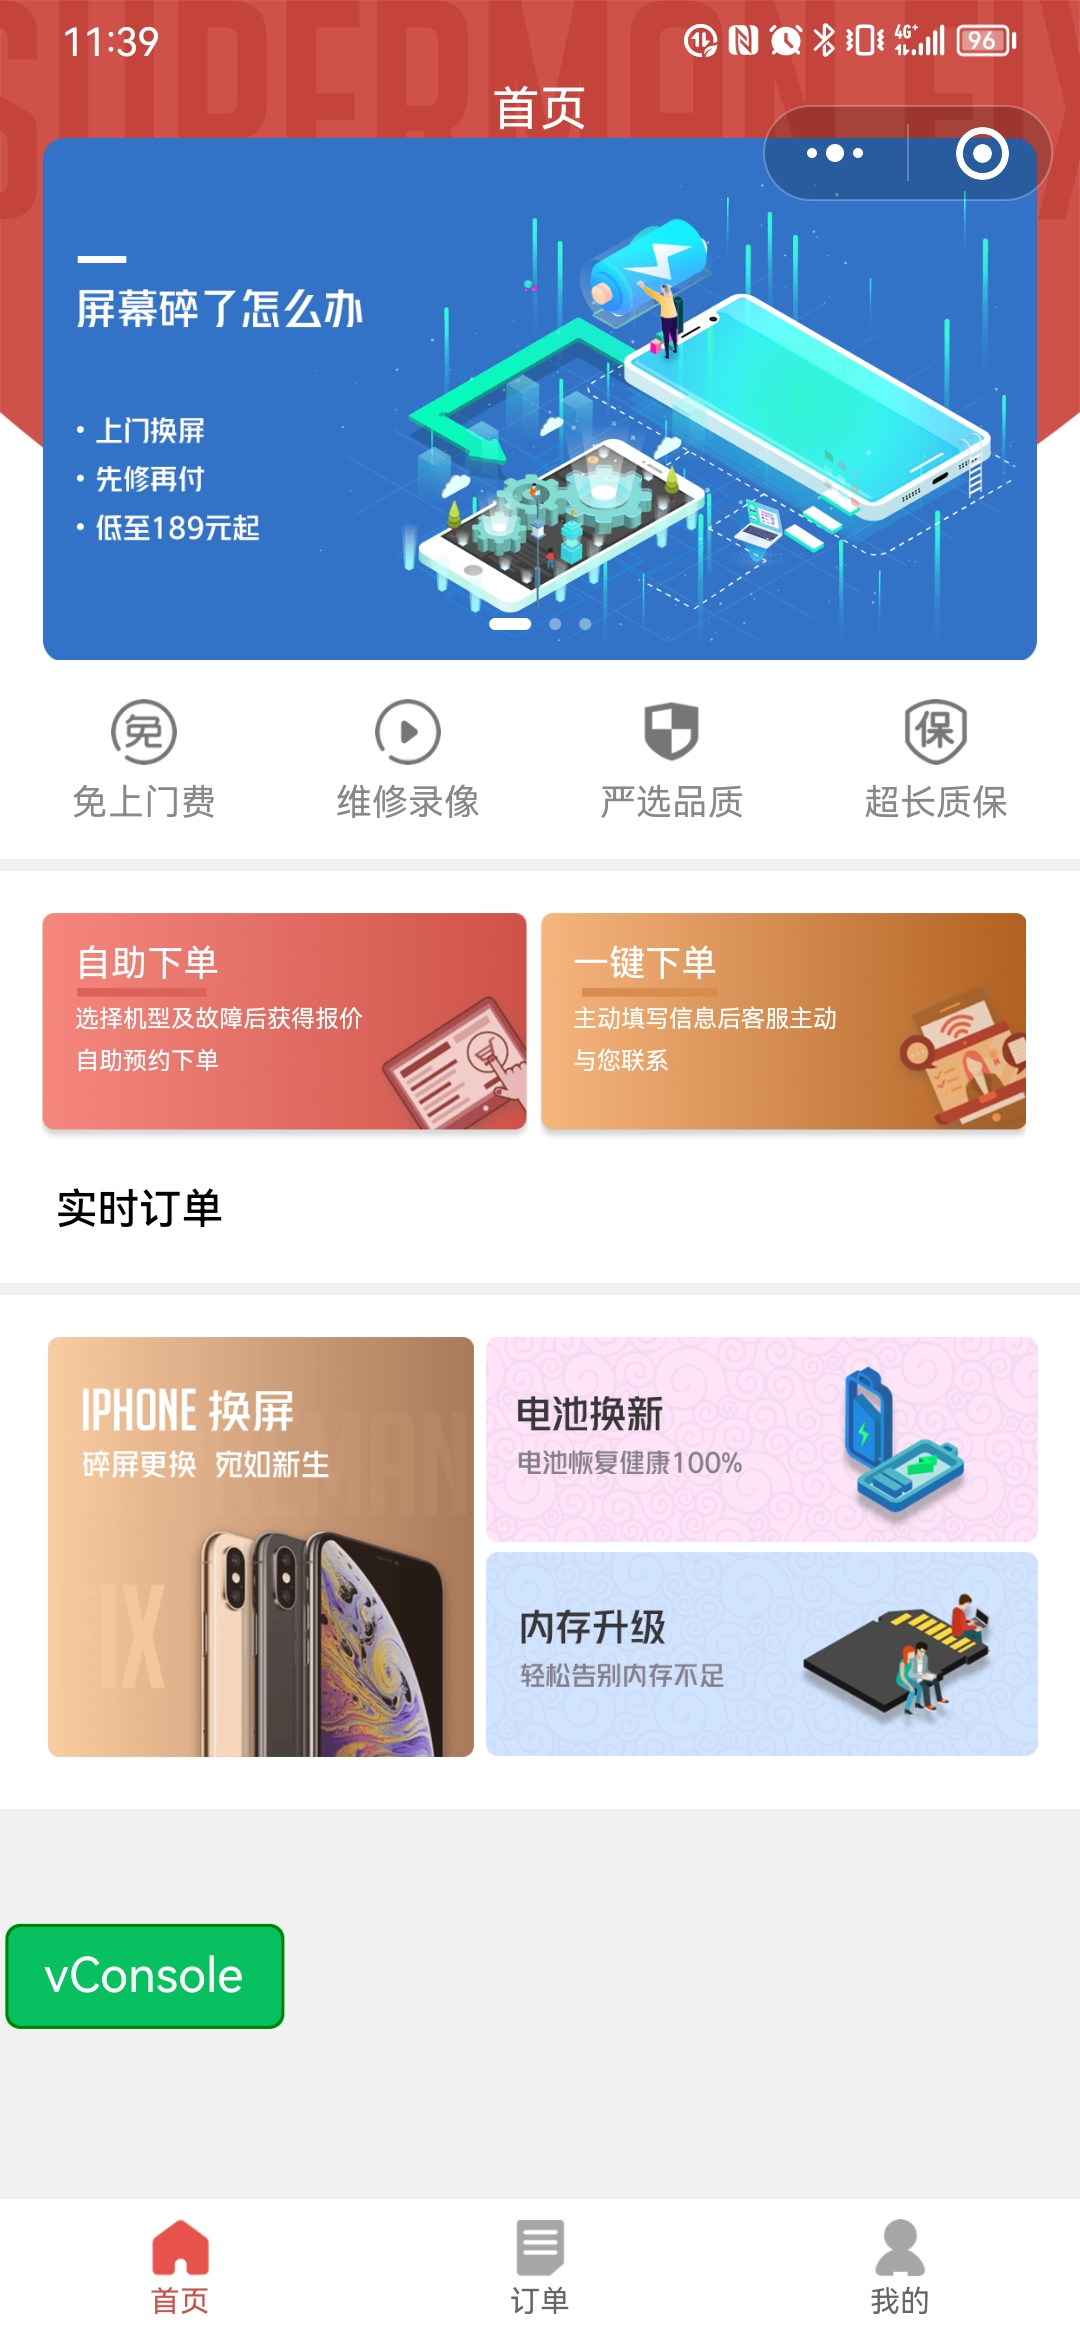 11:39
4G+
96
SUPERMAN FIX
首页
屏幕碎了怎么办
• 上门换屏
• 先修再付
• 低至189元起
免
保
免上门费
维修录像
严选品质
超长质保
自助下单
选择机型及故障后获得报价
自助预约下单
一键下单
主动填写信息后客服主动
与您联系
实时订单
IPHONE 换屏
碎屏更换 宛如新生
FIX
电池换新
电池恢复健康100%
内存升级
轻松告别内存不足
vConsole
首页
订单
我的